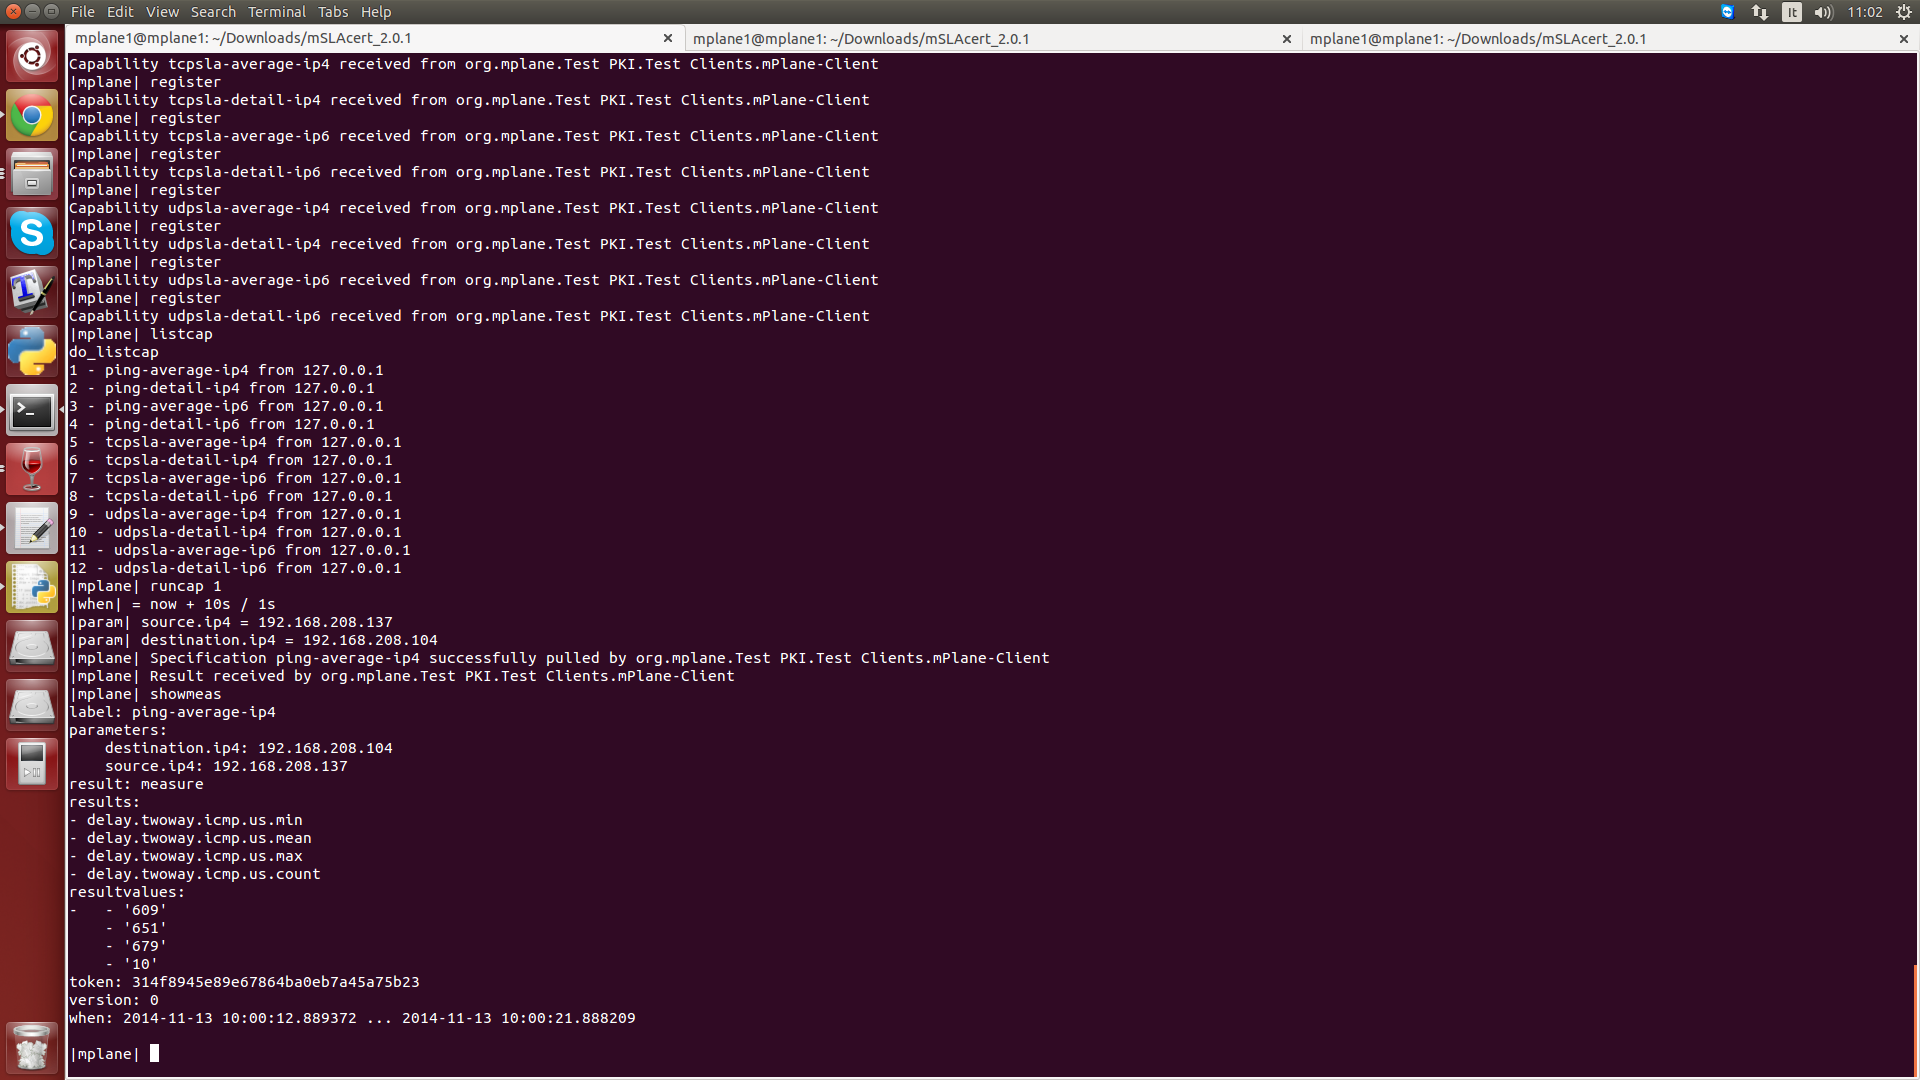 File Edit View Search Terminal Tabs Help
It 11:02
mplane1@mplane1: ~/Downloads/mSLAcert_2.0.1 × mplane1@mplane1: ~/Downloads/mSLAcert_2.0.1 × mplane1@mplane1: ~/Downloads/mSLAcert_2.0.1 ×
Capability tcpsla-average-ip4 received from org.mplane.Test PKI.Test Clients.mPlane-Client
|mplane| register
Capability tcpsla-detail-ip4 received from org.mplane.Test PKI.Test Clients.mPlane-Client
|mplane| register
Capability tcpsla-average-ip6 received from org.mplane.Test PKI.Test Clients.mPlane-Client
|mplane| register
Capability tcpsla-detail-ip6 received from org.mplane.Test PKI.Test Clients.mPlane-Client
|mplane| register
Capability udpsla-average-ip4 received from org.mplane.Test PKI.Test Clients.mPlane-Client
|mplane| register
Capability udpsla-detail-ip4 received from org.mplane.Test PKI.Test Clients.mPlane-Client
|mplane| register
Capability udpsla-average-ip6 received from org.mplane.Test PKI.Test Clients.mPlane-Client
|mplane| register
Capability udpsla-detail-ip6 received from org.mplane.Test PKI.Test Clients.mPlane-Client
|mplane| listcap
do_listcap
1 - ping-average-ip4 from 127.0.0.1
2 - ping-detail-ip4 from 127.0.0.1
3 - ping-average-ip6 from 127.0.0.1
4 - ping-detail-ip6 from 127.0.0.1
5 - tcpsla-average-ip4 from 127.0.0.1
6 - tcpsla-detail-ip4 from 127.0.0.1
7 - tcpsla-average-ip6 from 127.0.0.1
8 - tcpsla-detail-ip6 from 127.0.0.1
9 - udpsla-average-ip4 from 127.0.0.1
10 - udpsla-detail-ip4 from 127.0.0.1
11 - udpsla-average-ip6 from 127.0.0.1
12 - udpsla-detail-ip6 from 127.0.0.1
|mplane| runcap 1
|when| = now + 10s / 1s
|param| source.ip4 = 192.168.208.137
|param| destination.ip4 = 192.168.208.104
|mplane| Specification ping-average-ip4 successfully pulled by org.mplane.Test PKI.Test Clients.mPlane-Client
|mplane| Result received by org.mplane.Test PKI.Test Clients.mPlane-Client
|mplane| showmeas
label: ping-average-ip4
parameters:
    destination.ip4: 192.168.208.104
    source.ip4: 192.168.208.137
result: measure
results:
- delay.twoway.icmp.us.min
- delay.twoway.icmp.us.mean
- delay.twoway.icmp.us.max
- delay.twoway.icmp.us.count
resultvalues:
-   - '609'
    - '651'
    - '679'
    - '10'
token: 314f8945e89e67864ba0eb7a45a75b23
version: 0
when: 2014-11-13 10:00:12.889372 ... 2014-11-13 10:00:21.888209
|mplane|